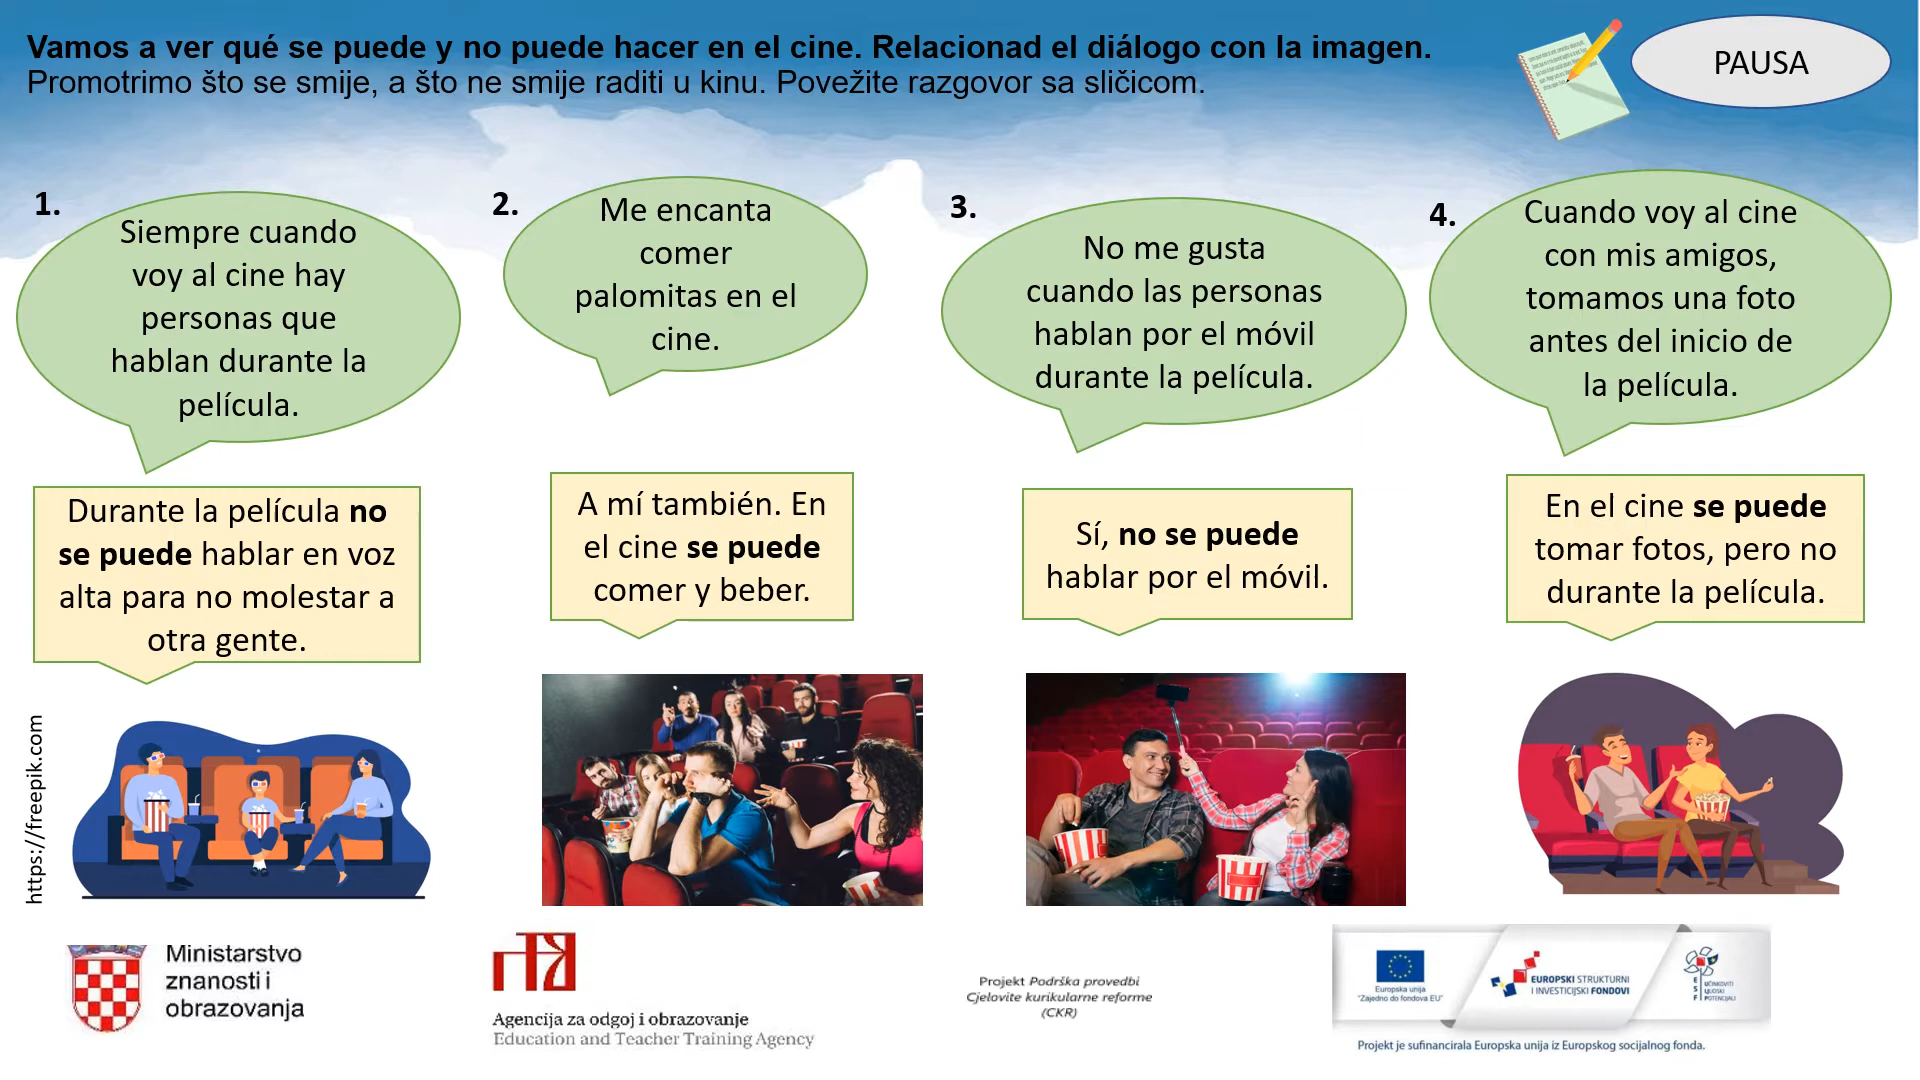 Vamos a ver qué se puede y no puede hacer en el cine. Relacionad el diálogo con la imagen.
Promotrimo što se smije, a što ne smije raditi u kinu. Povežite razgovor sa sličicom.
PAUSA
1.
Siempre cuando
voy al cine hay
personas que
hablan durante la
película.
Durante la película no
se puede hablar en voz
alta para no molestar a
otra gente.
2.
Me encanta
comer
palomitas en el
cine.
A mí también. En
el cine se puede
comer y beber.
3.
No me gusta
cuando las personas
hablan por el móvil
durante la película.
Sí, no se puede
hablar por el móvil.
4.
Cuando voy al cine
con mis amigos,
tomamos una foto
antes del inicio de
la película.
En el cine se puede
tomar fotos, pero no
durante la película.
https://freepik.com
Ministarstvo
znanosti i
obrazovanja
Agencija za odgoj i obrazovanje
Education and Teacher Training Agency
Projekt Podrška provedbi
Cjelovite kurikularne reforme
(CKR)
Europska unija
"Zajedno do fondova EU"
EUROPSKI STRUKTURNI
I INVESTICIJSKI FONDOVI
ESF
UČINKOVITI
LJUDSKI
POTENCIJALI
Projekt je sufinancirala Europska unija iz Europskog socijalnog fonda.